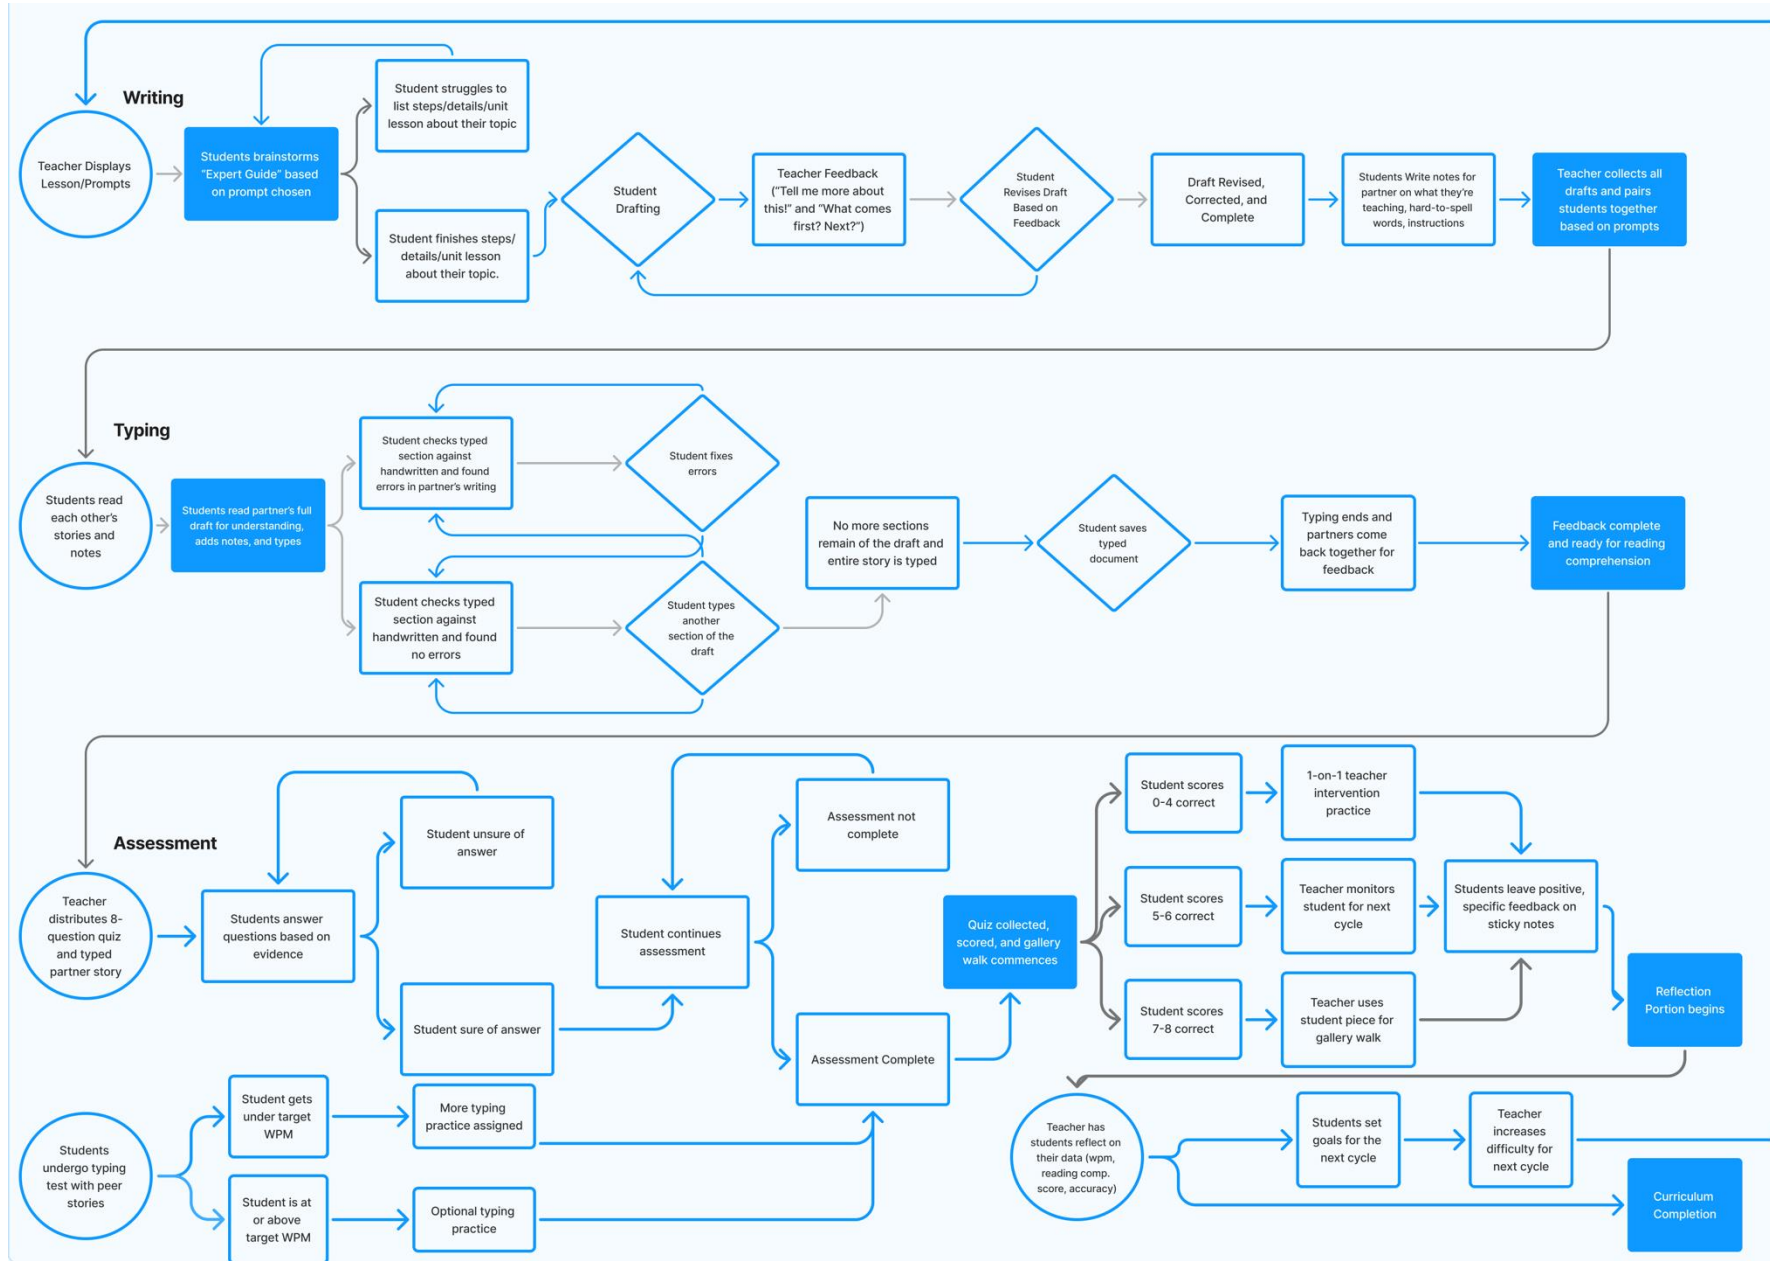 Writing
Teacher Displays
Lesson/Prompts
Students brainstorms
"Expert Guide" based
on prompt chosen
Student struggles to
list steps/details/unit
lesson about their topic
Student finishes steps/
details/unit lesson
about their topic.
Student
Drafting
Teacher Feedback
("Tell me more about
this!" and "What comes
first? Next?")
Student
Revises Draft
Based on
Feedback
Draft Revised,
Corrected, and
Complete
Students Write notes for
partner on what they're
teaching, hard-to-spell
words, instructions
Teacher collects all
drafts and pairs
students together
based on prompts
Typing
Students read
each other's
stories and
notes
Students read partner's full
draft for understanding,
adds notes, and types
Student checks typed
section against
handwritten and found
errors in partner's writing
Student fixes
errors
Student checks typed
section against
handwritten and found
no errors
Student types
another
section of the
draft
No more sections
remain of the draft and
entire story is typed
Student saves
typed
document
Typing ends and
partners come
back together for
feedback
Feedback complete
and ready for reading
comprehension
Assessment
Teacher
distributes 8-
question quiz
and typed
partner story
Students answer
questions based on
evidence
Student unsure of
answer
Student sure of answer
Student continues
assessment
Assessment not
complete
Assessment Complete
Quiz collected,
scored, and gallery
walk commences
Student scores
0-4 correct
1-on-1 teacher
intervention
practice
Student scores
5-6 correct
Teacher monitors
student for next
cycle
Student scores
7-8 correct
Teacher uses
student piece for
gallery walk
Students leave positive,
specific feedback on
sticky notes
Reflection
Portion begins
Students
undergo typing
test with peer
stories
Student gets
under target
WPM
More typing
practice assigned
Student is at
or above
target WPM
Optional typing
practice
Teacher has
students reflect on
their data (wpm,
reading comp.
score, accuracy)
Students set
goals for the
next cycle
Teacher
increases
difficulty for
next cycle
Curriculum
Completion